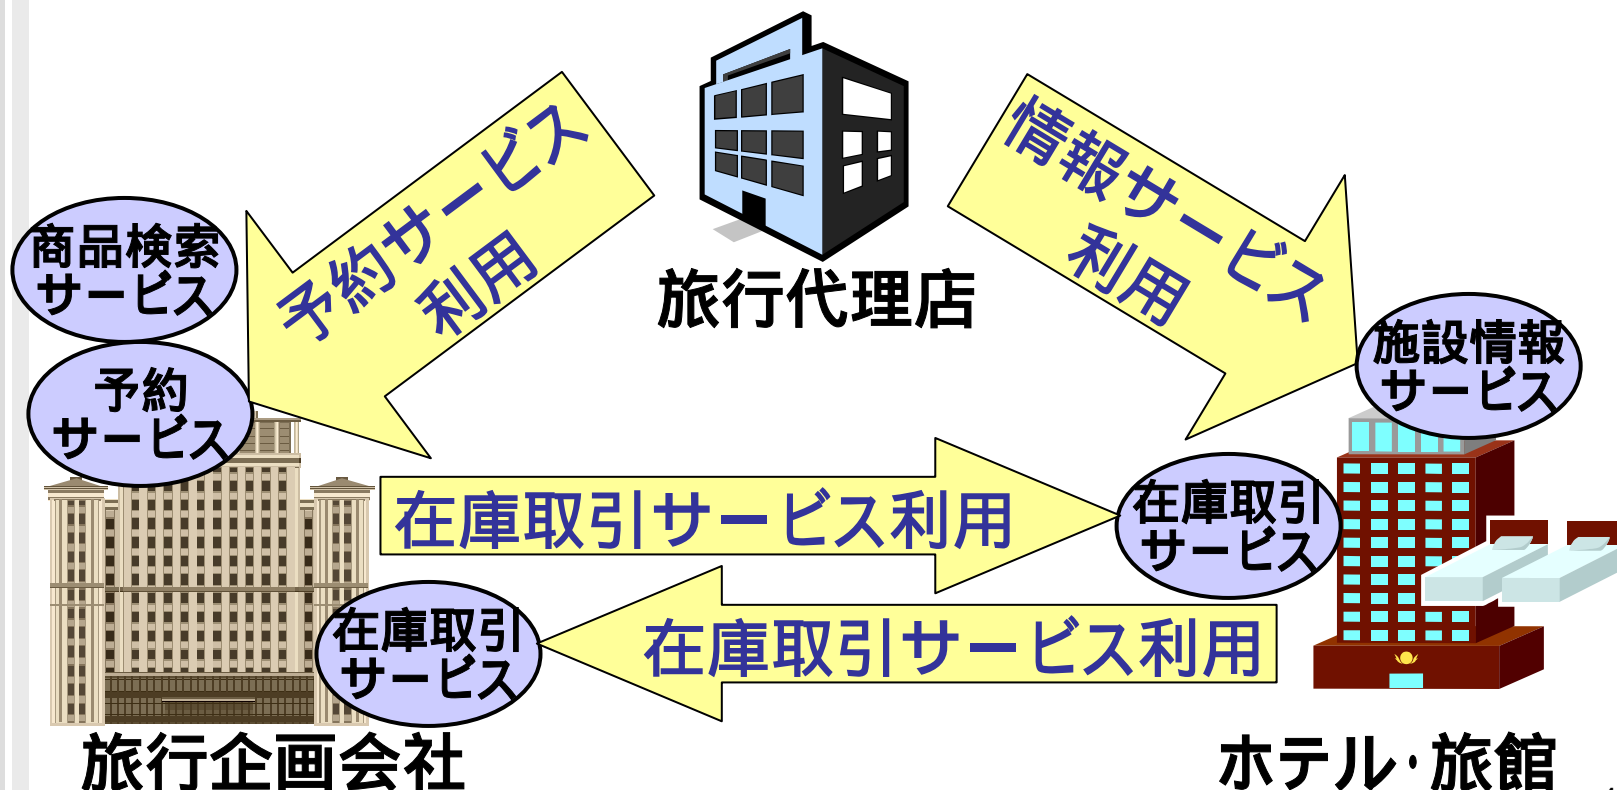 予約サービス
利用
情報サービス
利用
旅行代理店
商品検索
サービス
予約
サービス
施設情報
サービス
在庫取引サービス利用
在庫取引
サービス
在庫取引
サービス
在庫取引サービス利用
旅行企画会社
ホテル・旅館